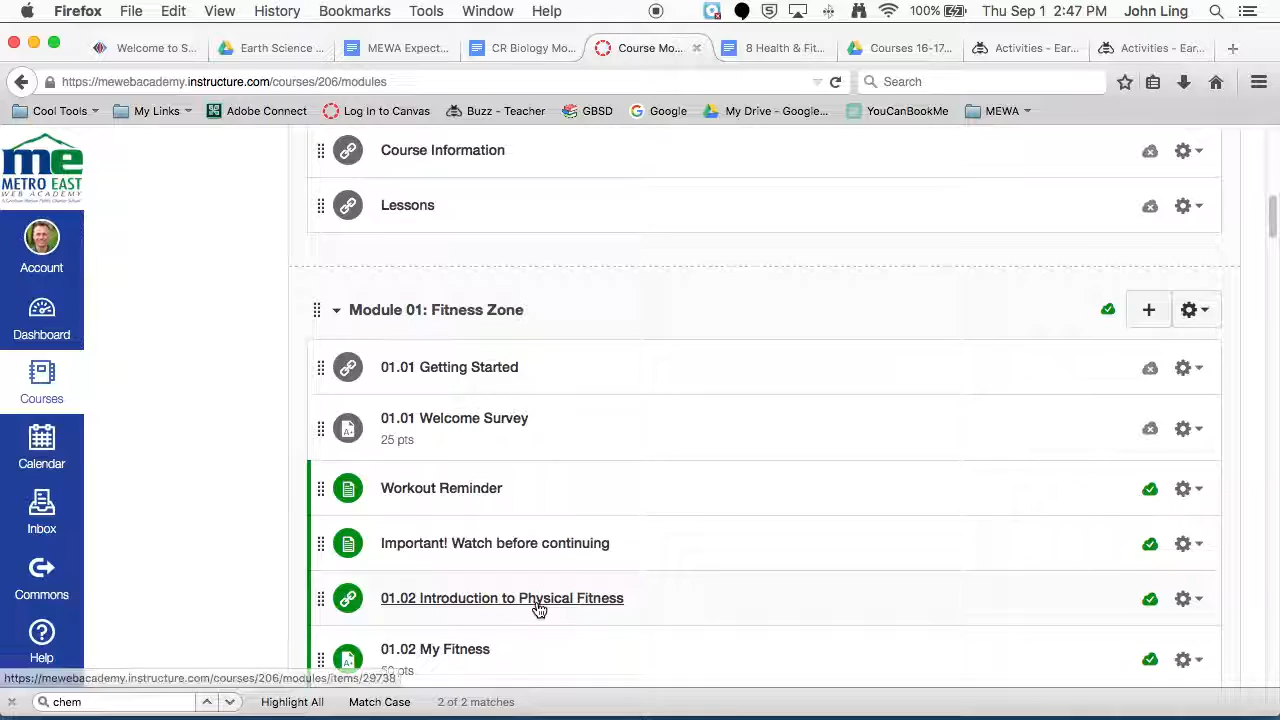 Firefox File Edit View History Bookmarks Tools Window Help 100% Thu Sep 1 2:47 PM John Ling
Welcome to S... Earth Science ... MEWA Expect... CR Biology Mo... Course Mo... 8 Health & Fit... Courses 16-17... Activities - Ear... Activities - Ear...
https://mewebacademy.instructure.com/courses/206/modules Search
Cool Tools My Links Adobe Connect Log In to Canvas Buzz - Teacher GBSD Google My Drive - Google... YouCanBookMe MEWA
me
METRO EAST
WEB ACADEMY
Account
Dashboard
Courses
Calendar
Inbox
Commons
Help
Course Information
Lessons
Module 01: Fitness Zone
01.01 Getting Started
01.01 Welcome Survey
25 pts
Workout Reminder
Important! Watch before continuing
01.02 Introduction to Physical Fitness
01.02 My Fitness
https://mewebacademy.instructure.com/courses/206/modules/items/29738
chem Highlight All Match Case 2 of 2 matches